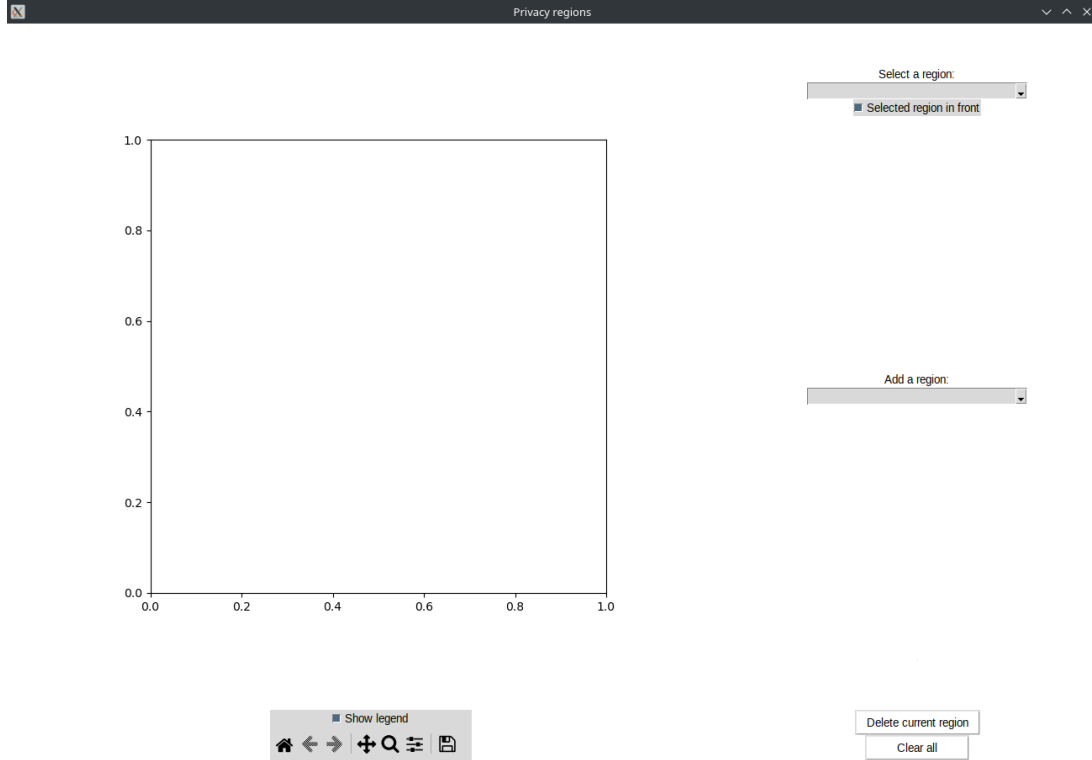 Privacy regions
Select a region:
Selected region in front
1.0
0.8
0.6
0.4
0.2
0.0
0.0 0.2 0.4 0.6 0.8 1.0
Add a region:
Show legend
Delete current region
Clear all